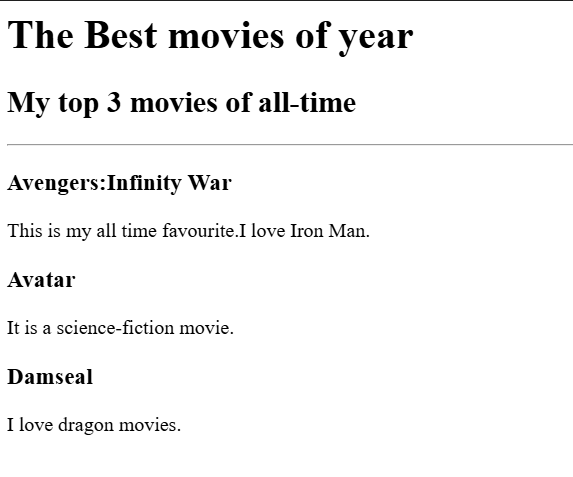 The Best movies of year
My top 3 movies of all-time
Avengers:Infinity War
This is my all time favourite.I love Iron Man.
Avatar
It is a science-fiction movie.
Damseal
I love dragon movies.